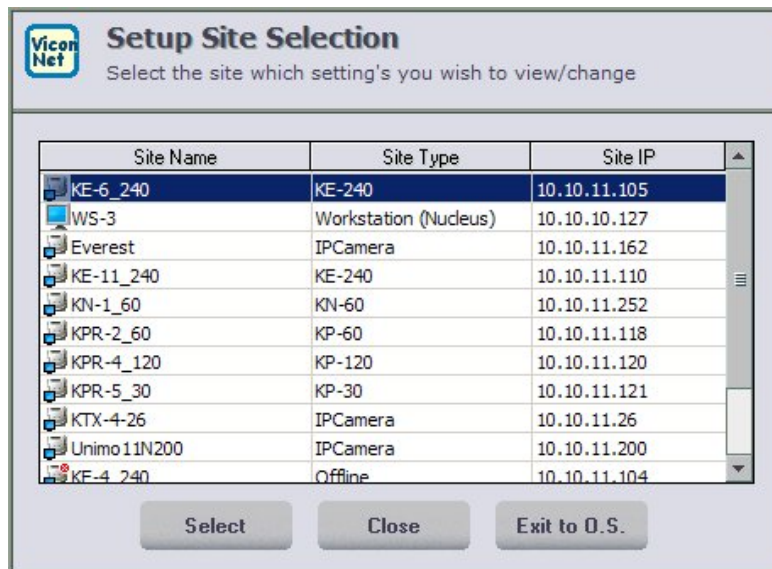 Vicon Net
Setup Site Selection
Select the site which setting's you wish to view/change
Site Name Site Type Site IP
KE-6_240 KE-240 10.10.11.105
WS-3 Workstation (Nucleus) 10.10.10.127
Everest IPCamera 10.10.11.162
KE-11_240 KE-240 10.10.11.110
KN-1_60 KN-60 10.10.11.252
KPR-2_60 KP-60 10.10.11.118
KPR-4_120 KP-120 10.10.11.120
KPR-5_30 KP-30 10.10.11.121
KTX-4-26 IPCamera 10.10.11.26
Unimo11N200 IPCamera 10.10.11.200
KE-4_240 Offline 10.10.11.104
Select Close Exit to O.S.